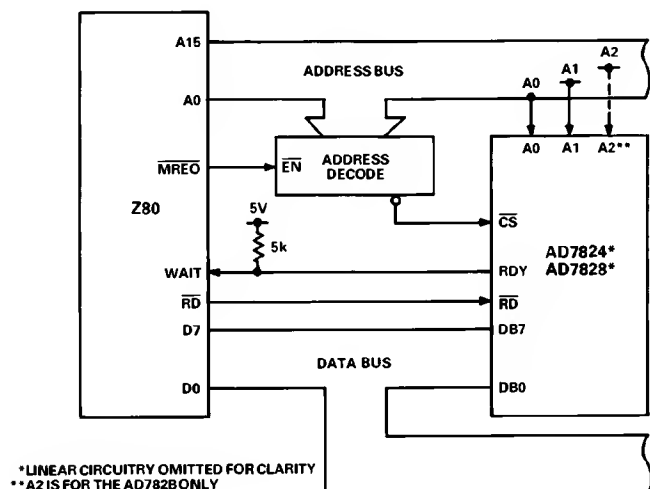 A15
ADDRESS BUS
A2
A1
A0
A0
MREQ
EN
ADDRESS
DECODE
A0 A1 A2**
Z80
5V
5k
CS
AD7824*
AD7828*
WAIT
RDY
RD
RD
D7
DB7
DATA BUS
D0
DB0
*LINEAR CIRCUITRY OMITTED FOR CLARITY
**A2 IS FOR THE AD782BONLY